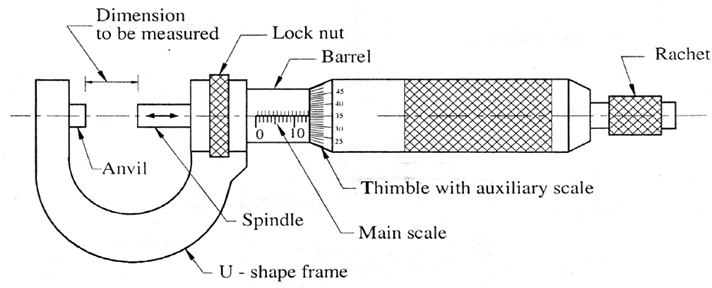 Dimension
to be measured
Lock nut
Barrel
Rachet
45
40
35
30
25
0 10
Anvil
Thimble with auxiliary scale
Spindle
Main scale
U - shape frame